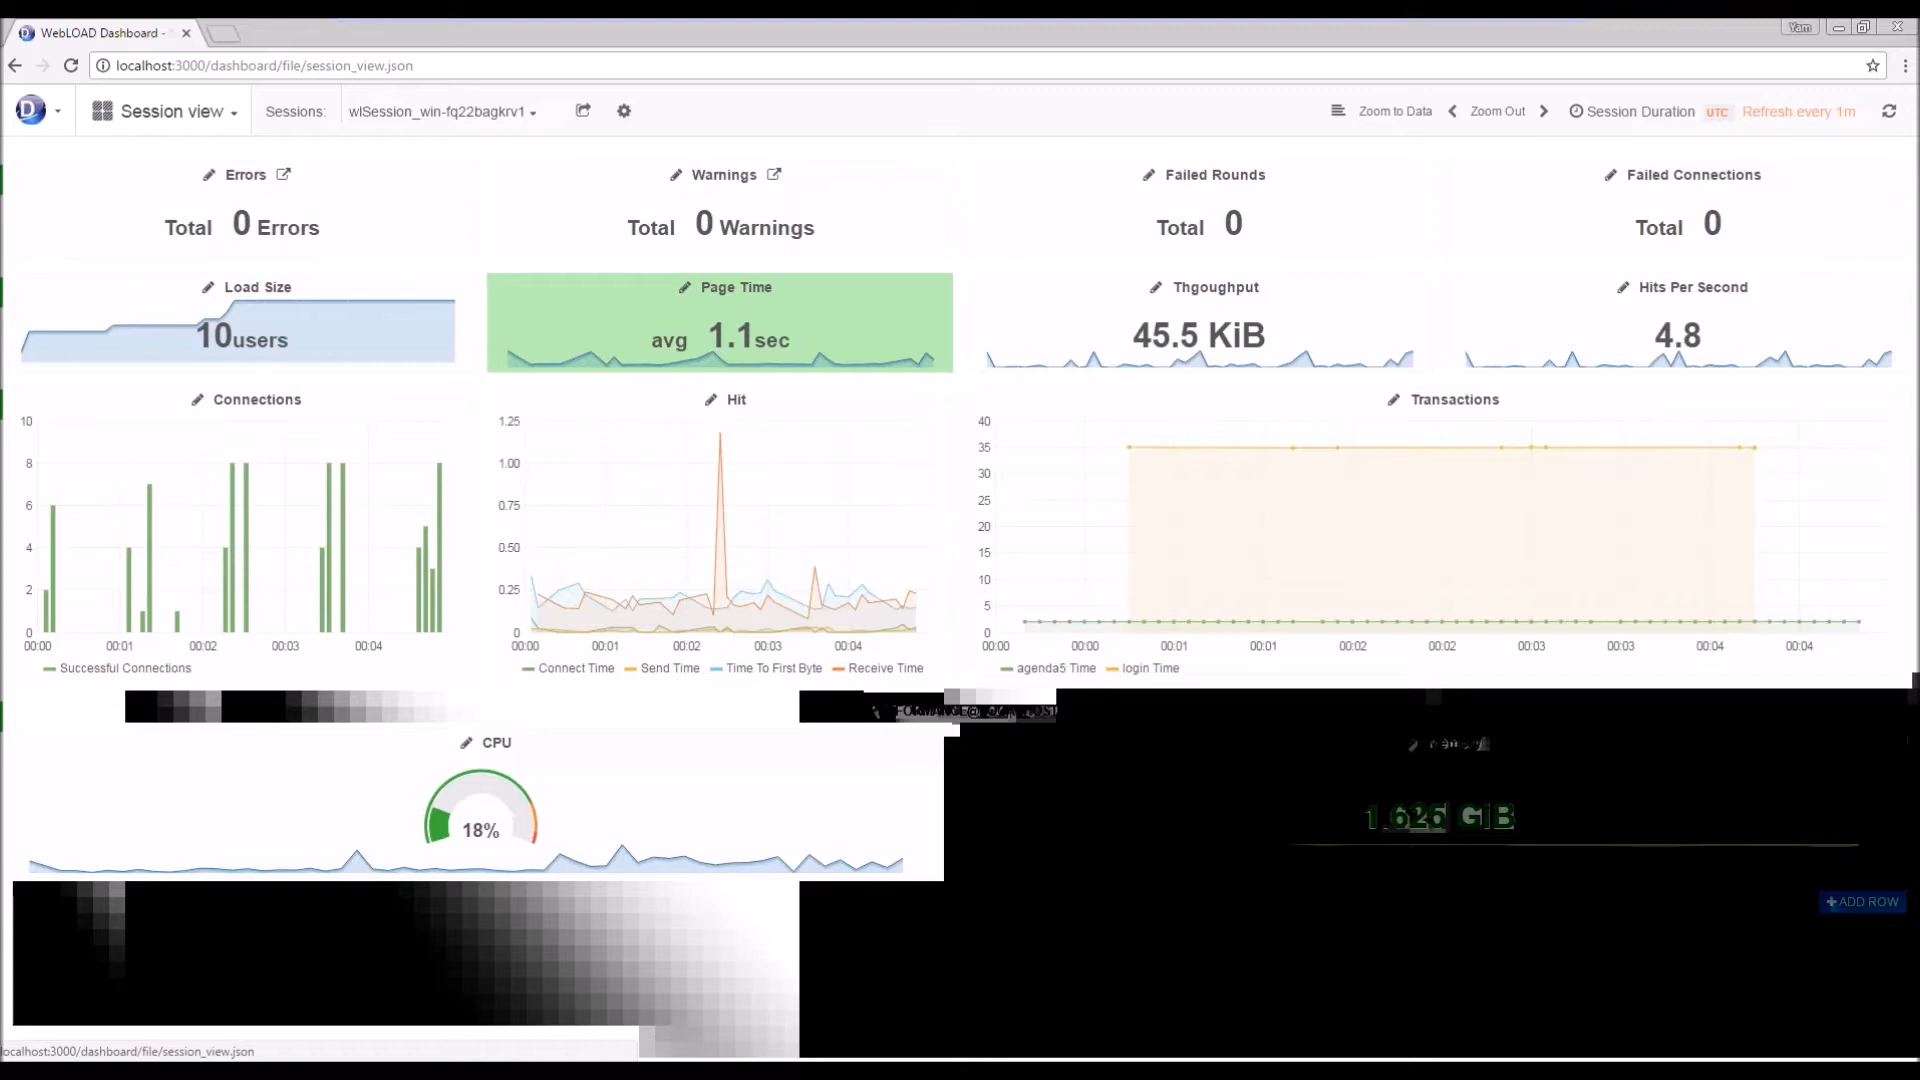 WebLOAD Dashboard -
Yam
localhost:3000/dashboard/file/session_view.json
Session view
Sessions:
wlSession_win-fq22bagkrv1
Zoom to Data
Zoom Out
Session Duration
UTC
Refresh every 1m
Errors
Total 0 Errors
Warnings
Total 0 Warnings
Failed Rounds
Total 0
Failed Connections
Total 0
Load Size
10users
Page Time
avg 1.1sec
Thgoughput
45.5 KiB
Hits Per Second
4.8
Connections
10
8
6
4
2
0
00:00 00:01 00:02 00:03 00:04
Successful Connections
Hit
1.25
1.00
0.75
0.50
0.25
0
00:00 00:01 00:02 00:03 00:04
Connect Time Send Time Time To First Byte Receive Time
Transactions
40
35
30
25
20
15
10
5
0
00:00 00:00 00:01 00:01 00:02 00:02 00:03 00:03 00:04 00:04
agenda5 Time login Time
CPU
18%
1.625 GiB
ADD ROW
localhost:3000/dashboard/file/session_view.json